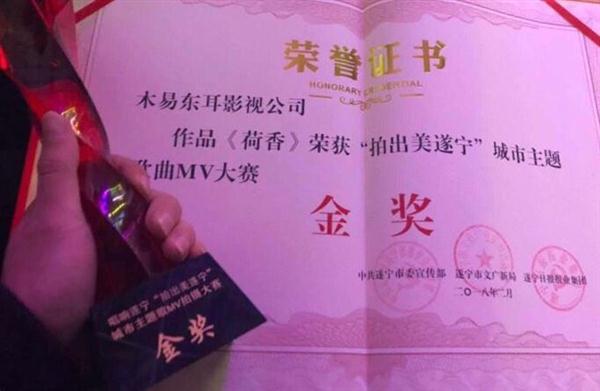 荣誉证书
HONORARY CREDENTIAL
木易东耳影视公司
作品《荷香》荣获“拍出美遂宁”城市主题
歌曲MV大赛
金奖
中共遂宁市委宣传部 遂宁市文广新局 遂宁日报报业集团
二〇一八年二月
唱响遂宁“拍出美遂宁”
城市主题歌MV拍摄大赛
金奖